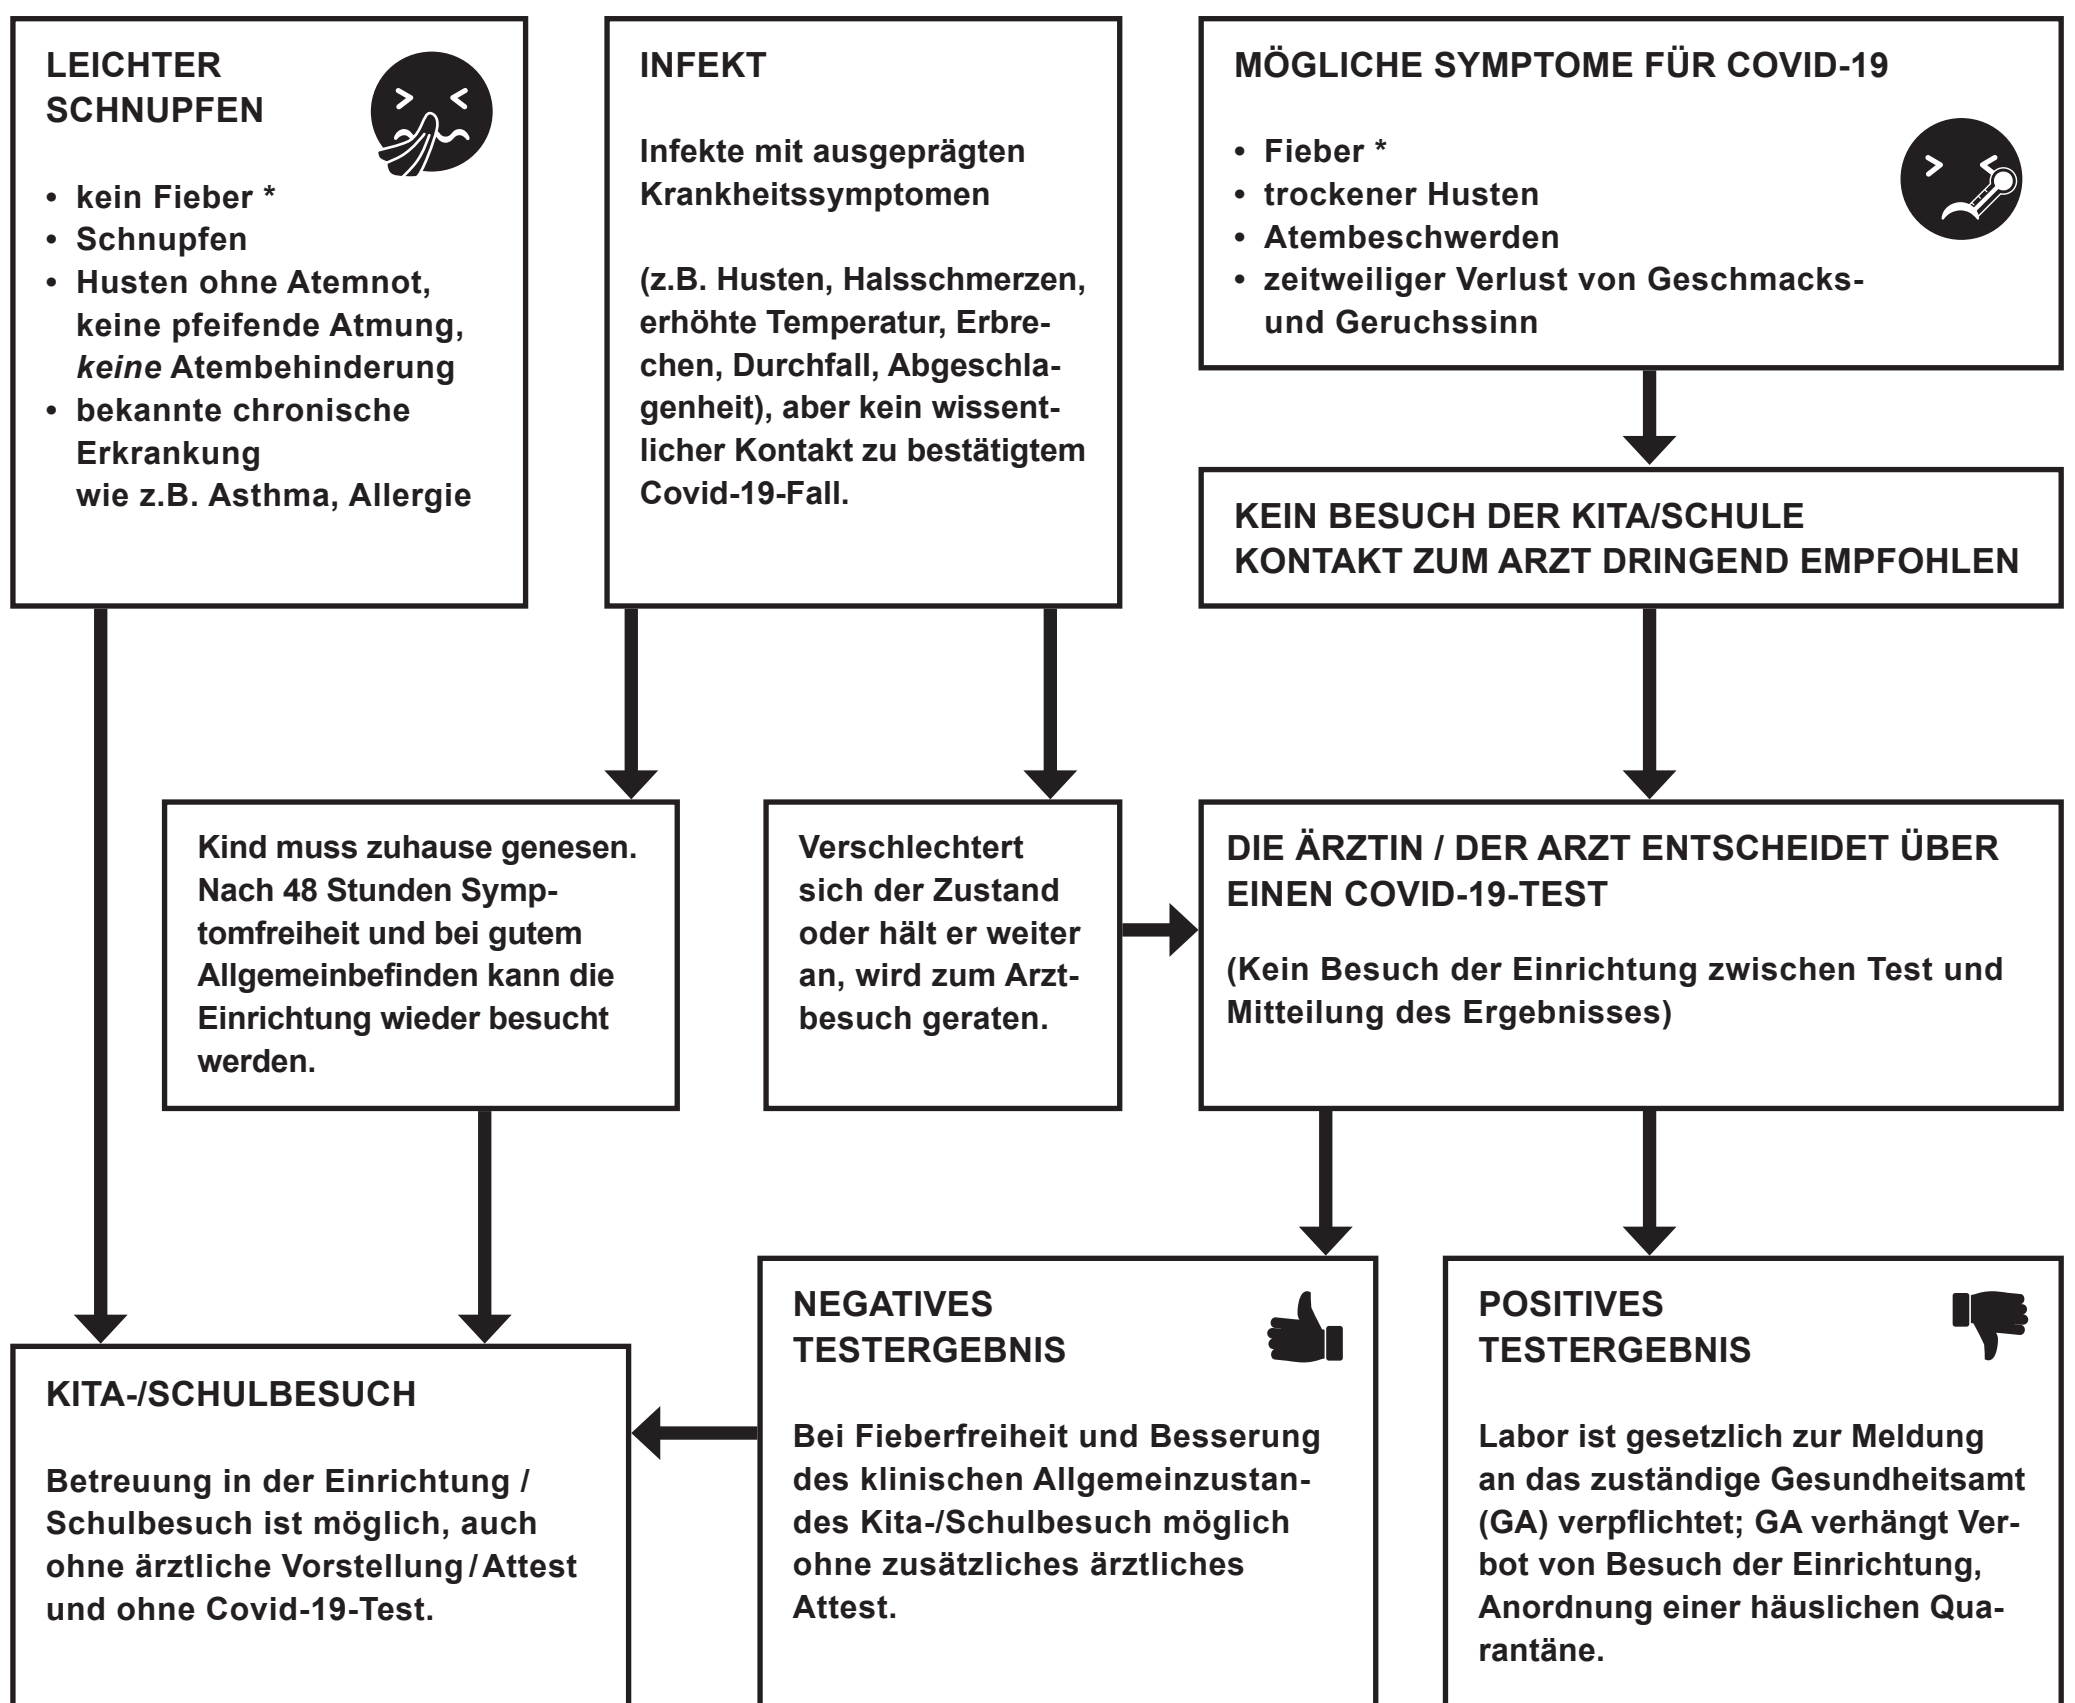 LEICHTER
SCHNUPFEN
• kein Fieber *
• Schnupfen
• Husten ohne Atemnot,
keine pfeifende Atmung,
keine Atembehinderung
• bekannte chronische
Erkrankung
wie z.B. Asthma, Allergie
INFEKT
Infekte mit ausgeprägten
Krankheitssymptomen
(z.B. Husten, Halsschmerzen,
erhöhte Temperatur, Erbre-
chen, Durchfall, Abgeschla-
genheit), aber kein wissent-
licher Kontakt zu bestätigtem
Covid-19-Fall.
MÖGLICHE SYMPTOME FÜR COVID-19
• Fieber *
• trockener Husten
• Atembeschwerden
• zeitweiliger Verlust von Geschmacks-
und Geruchssinn
KEIN BESUCH DER KITA/SCHULE
KONTAKT ZUM ARZT DRINGEND EMPFOHLEN
Kind muss zuhause genesen.
Nach 48 Stunden Symp-
tomfreiheit und bei gutem
Allgemeinbefinden kann die
Einrichtung wieder besucht
werden.
Verschlechtert
sich der Zustand
oder hält er weiter
an, wird zum Arzt-
besuch geraten.
DIE ÄRZTIN / DER ARZT ENTSCHEIDET ÜBER
EINEN COVID-19-TEST
(Kein Besuch der Einrichtung zwischen Test und
Mitteilung des Ergebnisses)
KITA-/SCHULBESUCH
Betreuung in der Einrichtung /
Schulbesuch ist möglich, auch
ohne ärztliche Vorstellung / Attest
und ohne Covid-19-Test.
NEGATIVES
TESTERGEBNIS
Bei Fieberfreiheit und Besserung
des klinischen Allgemeinzustan-
des Kita-/Schulbesuch möglich
ohne zusätzliches ärztliches
Attest.
POSITIVES
TESTERGEBNIS
Labor ist gesetzlich zur Meldung
an das zuständige Gesundheitsamt
(GA) verpflichtet; GA verhängt Ver-
bot von Besuch der Einrichtung,
Anordnung einer häuslichen Qua-
rantäne.